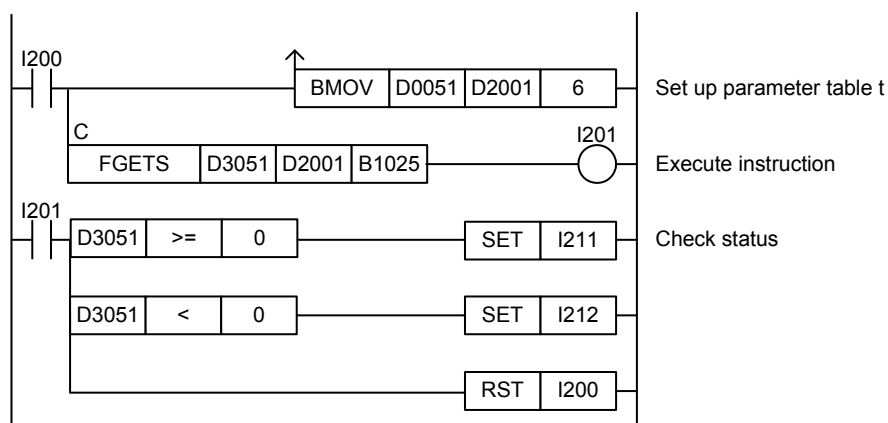 I200
BMOV D0051 D2001 6 Set up parameter table t
C I201
FGETS D3051 D2001 B1025 Execute instruction
I201
D3051 >= 0 SET I211 Check status
D3051 < 0 SET I212
RST I200